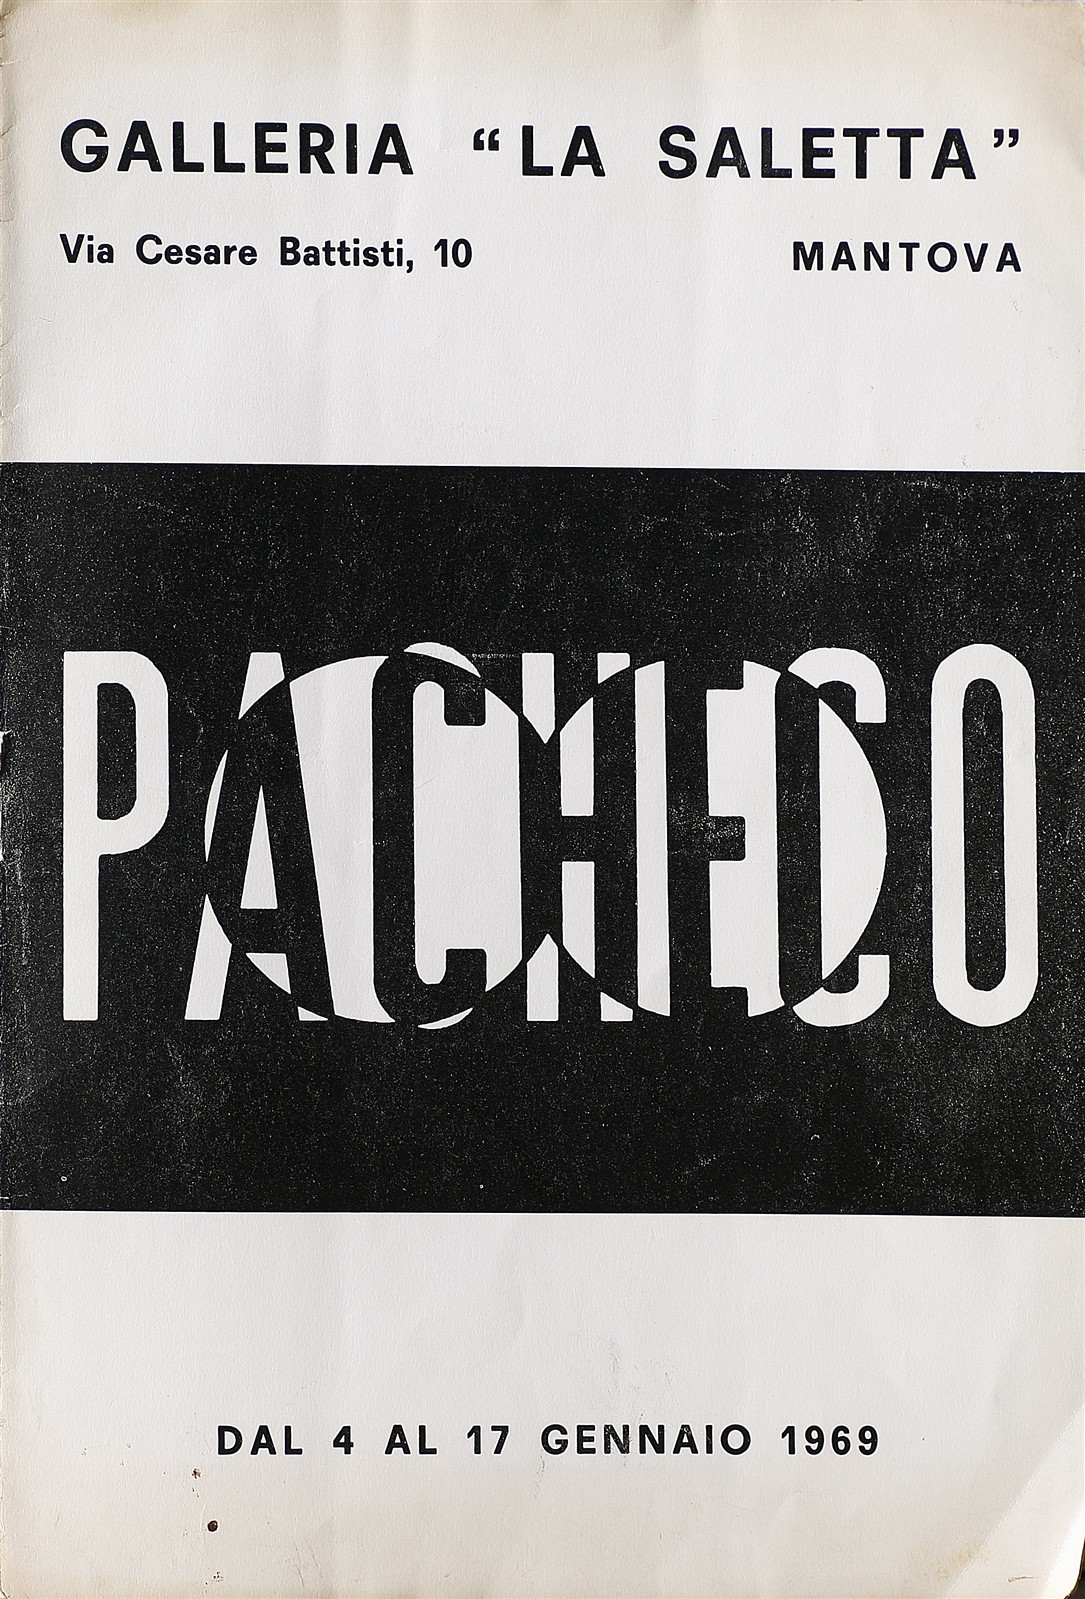 GALLERIA “LA SALETTA”
Via Cesare Battisti, 10 MANTOVA
PACHECO
DAL 4 AL 17 GENNAIO 1969